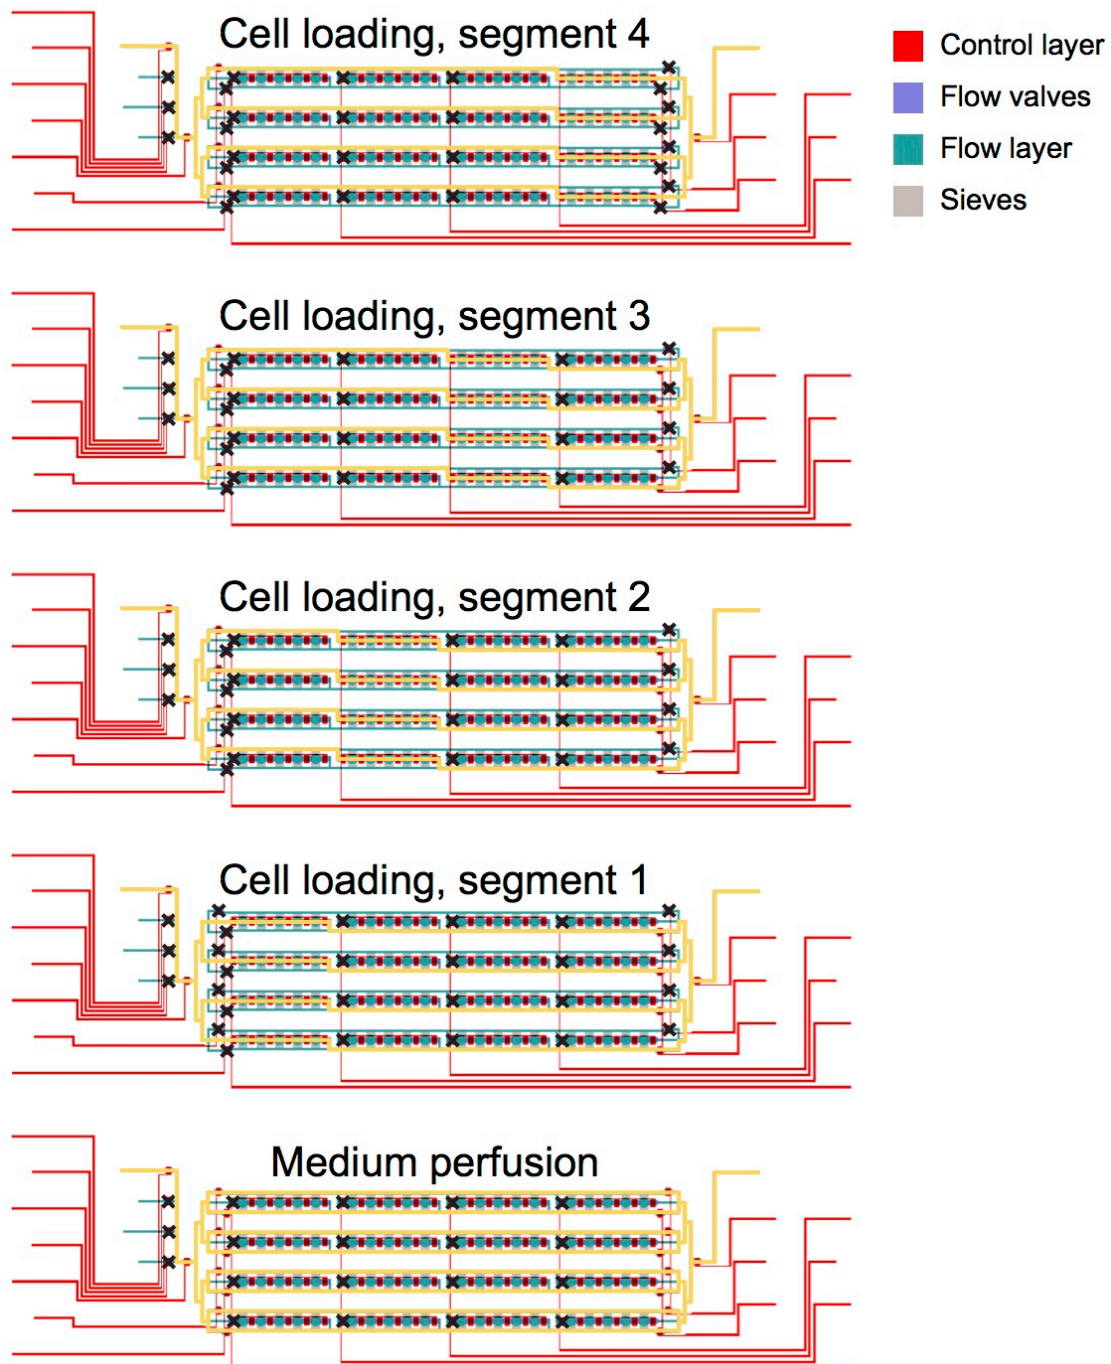 Cell loading, segment 4
Control layer
Flow valves
Flow layer
Sieves
Cell loading, segment 3
Cell loading, segment 2
Cell loading, segment 1
Medium perfusion